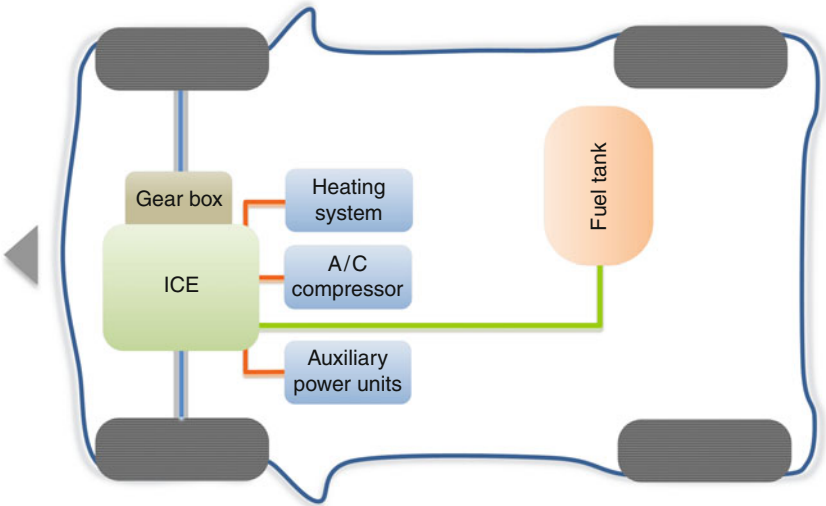 Gear box
Heating
system
Fuel tank
ICE
A/C
compressor
Auxiliary
power units